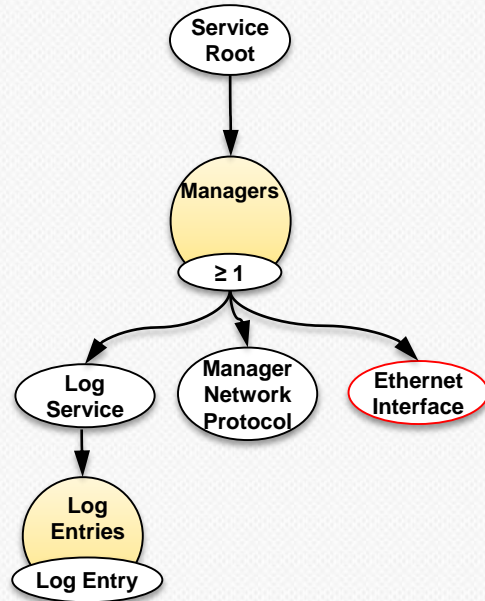 Service
Root
Managers
≥ 1
Log
Service
Manager
Network
Protocol
Ethernet
Interface
Log
Entries
Log Entry